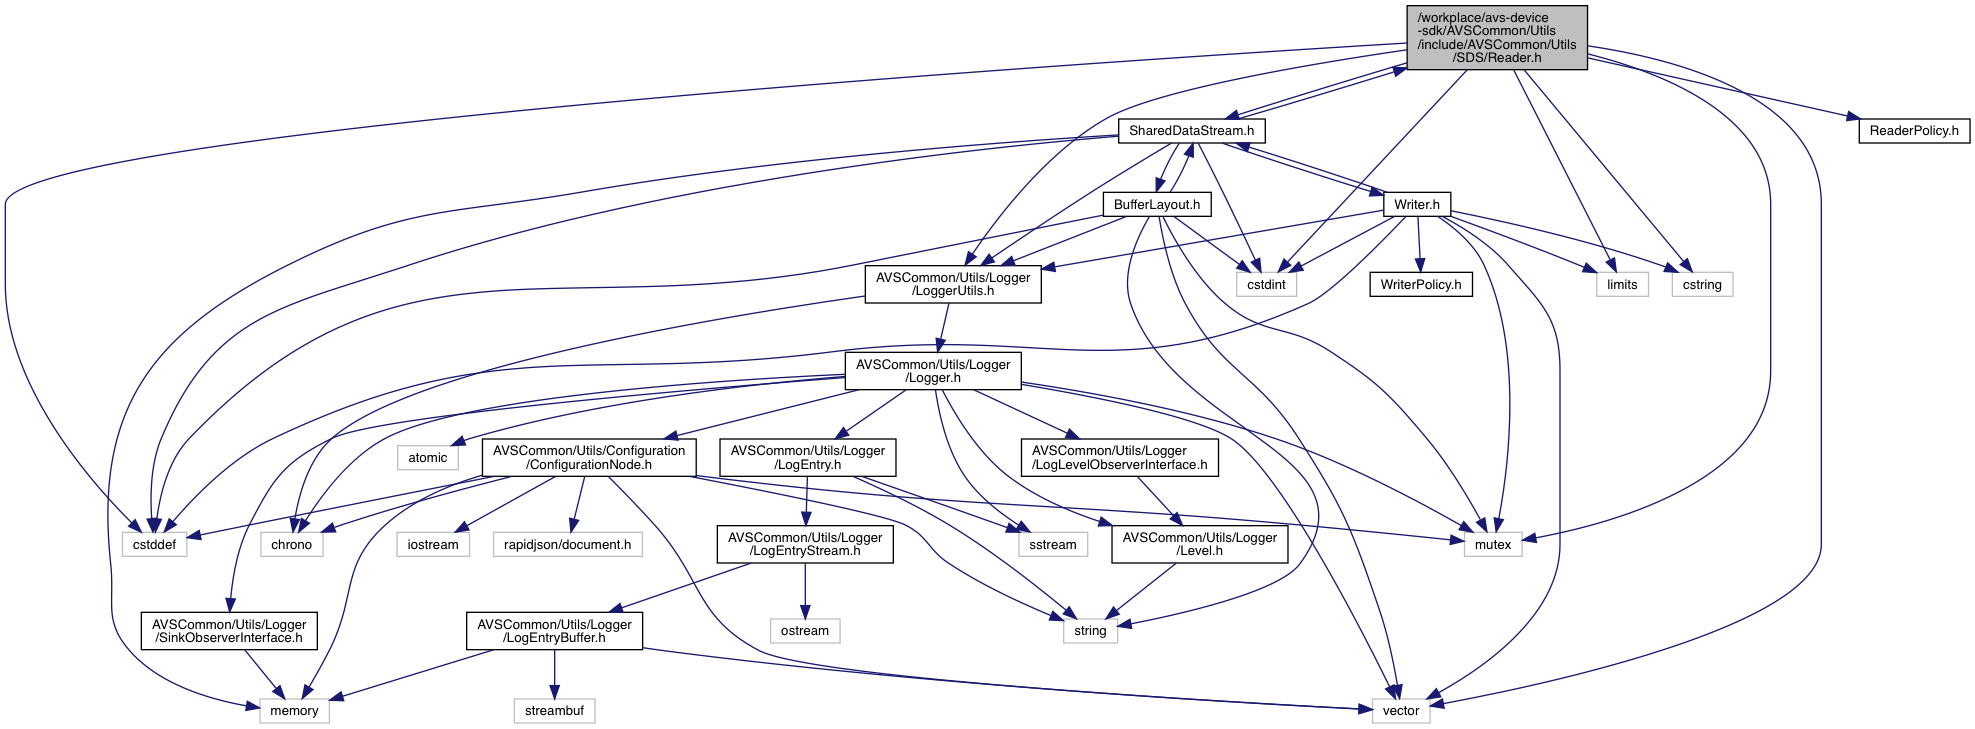 /workplace/avs-device
-sdk/AVSCommon/Utils
/include/AVSCommon/Utils
/SDS/Reader.h
SharedDataStream.h
ReaderPolicy.h
BufferLayout.h
Writer.h
AVSCommon/Utils/Logger
/LoggerUtils.h
cstdint
WriterPolicy.h
limits
cstring
AVSCommon/Utils/Logger
/Logger.h
atomic
AVSCommon/Utils/Configuration
/ConfigurationNode.h
AVSCommon/Utils/Logger
/LogEntry.h
AVSCommon/Utils/Logger
/LogLevelObserverInterface.h
cstddef
chrono
iostream
rapidjson/document.h
AVSCommon/Utils/Logger
/LogEntryStream.h
sstream
AVSCommon/Utils/Logger
/Level.h
mutex
AVSCommon/Utils/Logger
/SinkObserverInterface.h
AVSCommon/Utils/Logger
/LogEntryBuffer.h
ostream
string
memory
streambuf
vector